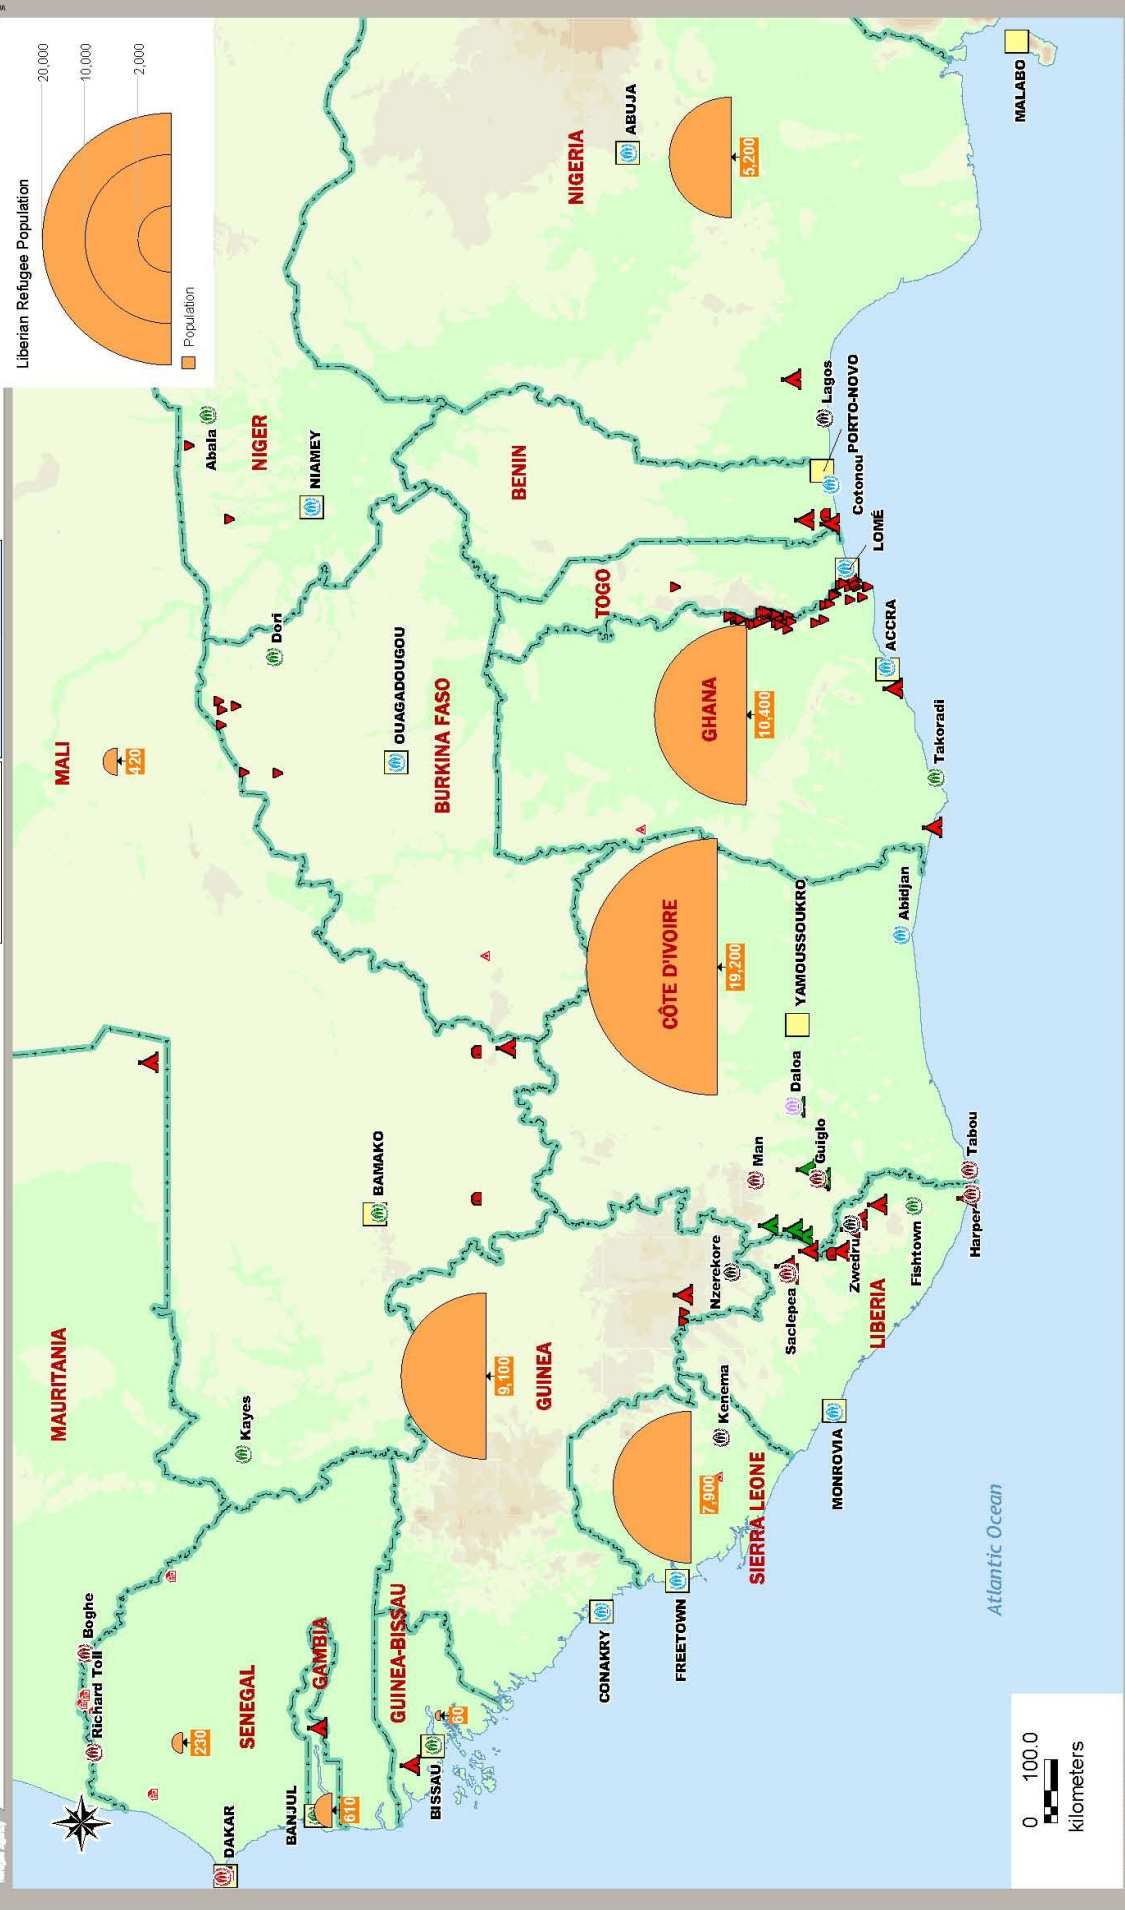 Liberian Refugee Population
20,000
10,000
2,000
Population
MAURITANIA
MALI
420
NIGER
Abala
NIAMEY
Dori
OUAGADOUGOU
BURKINA FASO
BENIN
TOGO
NIGERIA
ABUJA
5,200
MALABO
Lagos
PORTO-NOVO
Cotonou
LOMÉ
ACCRA
GHANA
10,400
Takoradi
CÔTE D'IVOIRE
19,200
YAMOUSSOUKRO
Abidjan
Daloa
Man
Guiglo
Tabou
Harper
Fishtown
Zwedru
Saclepea
LIBERIA
Nzerekore
MONROVIA
Kenema
SIERRA LEONE
7,900
FREETOWN
CONAKRY
GUINEA
9,100
BAMAKO
Kayes
Boghe
Richard Toll
SENEGAL
230
DAKAR
GAMBIA
BANJUL
610
GUINEA-BISSAU
BISSAU
60
Atlantic Ocean
0 100.0
kilometers